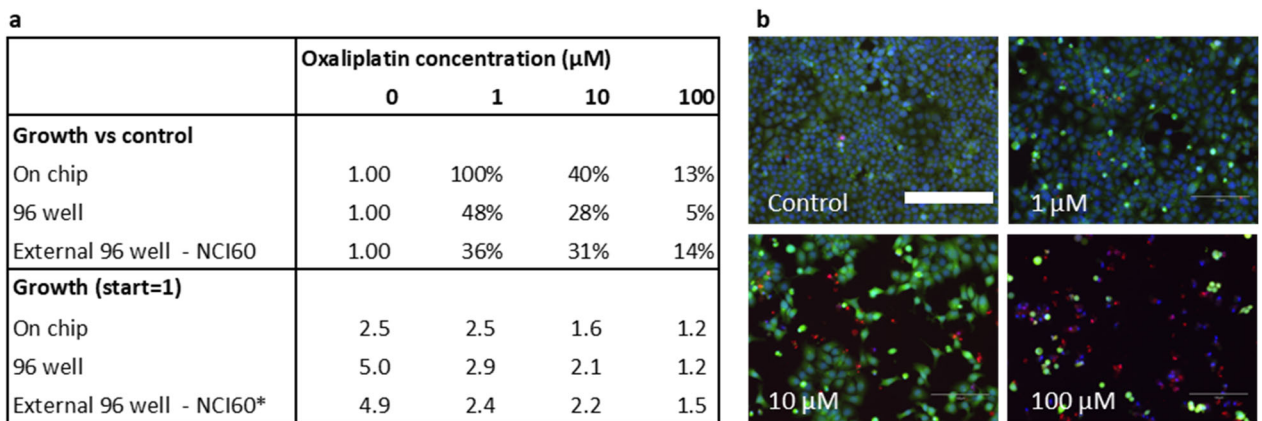 a
Oxaliplatin concentration (µM)
0 1 10 100
Growth vs control
On chip 1.00 100% 40% 13%
96 well 1.00 48% 28% 5%
External 96 well - NCI60 1.00 36% 31% 14%
Growth (start=1)
On chip 2.5 2.5 1.6 1.2
96 well 5.0 2.9 2.1 1.2
External 96 well - NCI60* 4.9 2.4 2.2 1.5
b
Control
1 µM
10 µM
100 µM